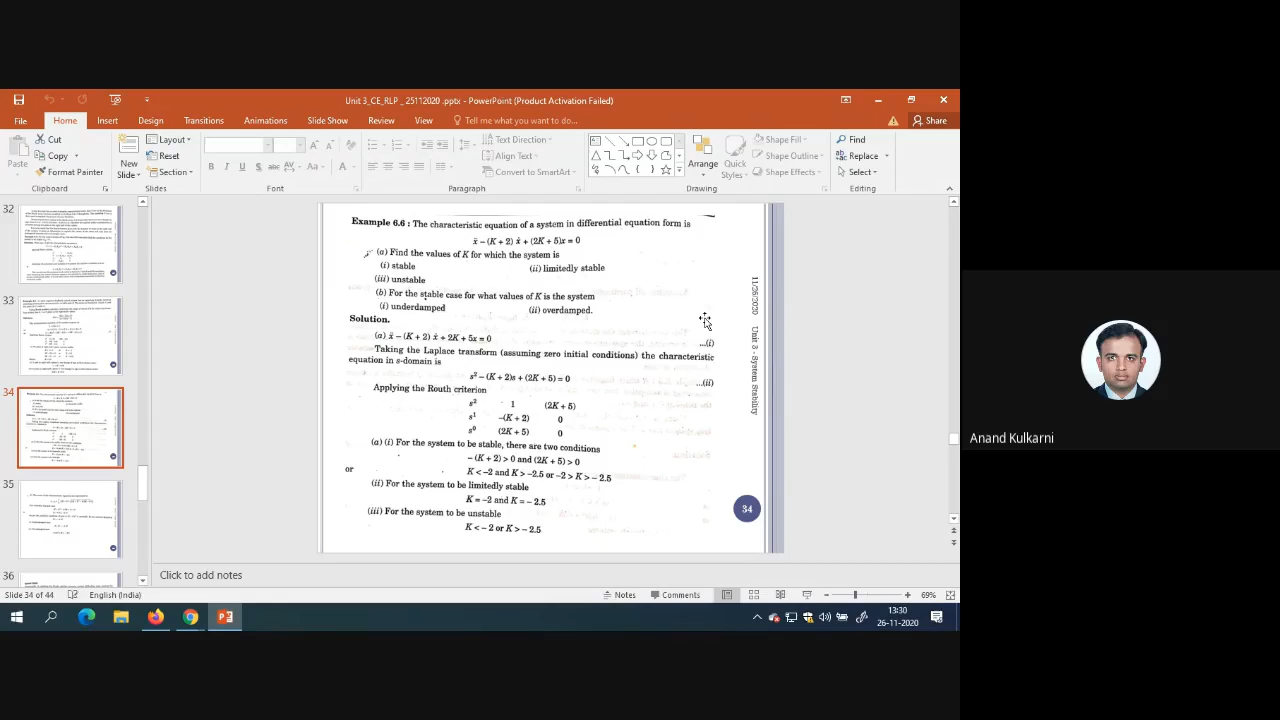 Unit 3_CE_RLP _ 25112020 .pptx - PowerPoint (Product Activation Failed)
File Home Insert Design Transitions Animations Slide Show Review View Tell me what you want to do... Share
Paste Cut Copy Format Painter
New Slide Layout Reset Section
B I U S abc AV Aa A
Text Direction Align Text Convert to SmartArt
Arrange Quick Styles Shape Fill Shape Outline Shape Effects
Find Replace Select
Clipboard Slides Font Paragraph Drawing Editing
32
33
34
35
36
Example 6.6 : The characteristic equation of a system in differential equation form is
ẍ – (K + 2) ẋ + (2K + 5)x = 0
(a) Find the values of K for which the system is
(i) stable (ii) limitedly stable
(iii) unstable
(b) For the stable case for what values of K is the system
(i) underdamped (ii) overdamped.
Solution.
(a) ẍ – (K + 2) ẋ + 2K + 5x = 0 ...(i)
Taking the Laplace transform (assuming zero initial conditions) the characteristic
equation in s-domain is
s² – (K + 2)s + (2K + 5) = 0 ...(ii)
Applying the Routh criterion
s² (2K + 5)
s¹ –(K + 2) 0
s⁰ (2K + 5) 0
(a) (i) For the system to be stable, there are two conditions
– (K + 2) > 0 and (2K + 5) > 0
or K < –2 and K > –2.5 or –2 > K > – 2.5
(ii) For the system to be limitedly stable
K = –2 and K = – 2.5
(iii) For the system to be unstable
K < – 2 or K > – 2.5
34
Click to add notes
Slide 34 of 44 English (India) Notes Comments 69%
13:30
26-11-2020
Anand Kulkarni